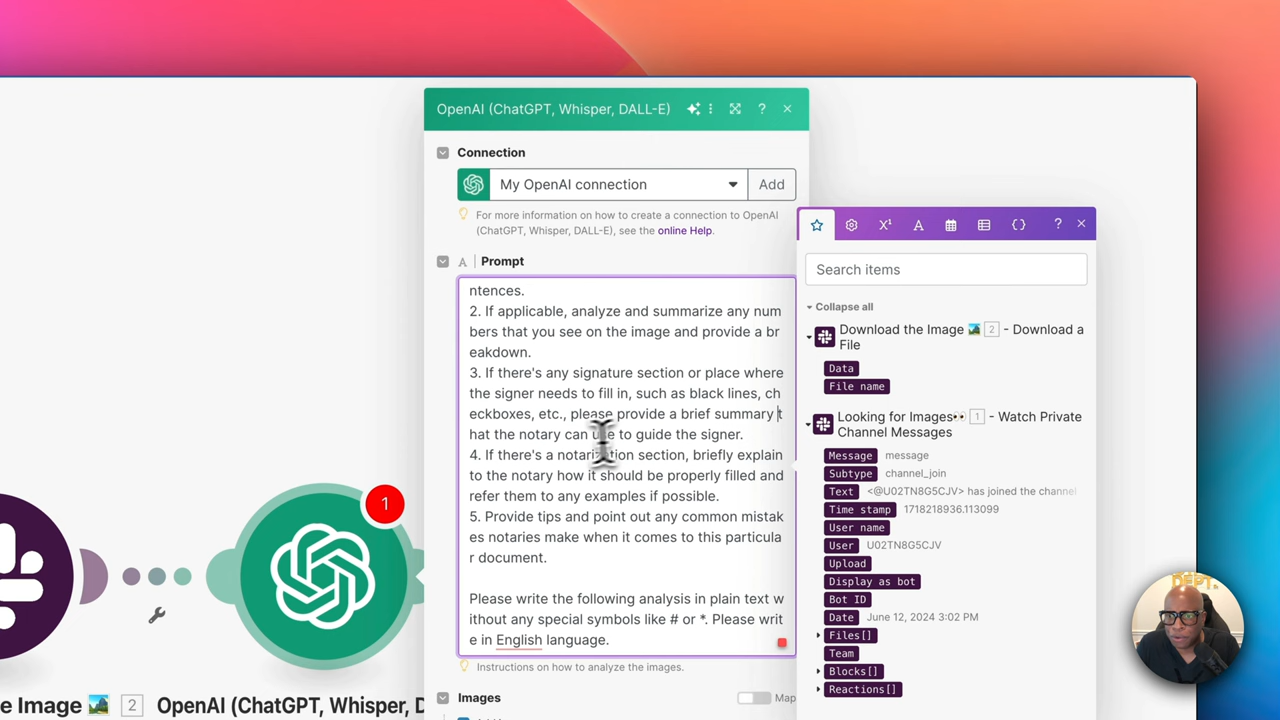 OpenAI (ChatGPT, Whisper, DALL-E)
Connection
My OpenAI connection
Add
For more information on how to create a connection to OpenAI
(ChatGPT, Whisper, DALL-E), see the online Help.
A Prompt
ntences.
2. If applicable, analyze and summarize any num
bers that you see on the image and provide a br
eakdown.
3. If there's any signature section or place where
the signer needs to fill in, such as black lines, ch
eckboxes, etc., please provide a brief summary t
hat the notary can use to guide the signer.
4. If there's a notarization section, briefly explain
to the notary how it should be properly filled and
refer them to any examples if possible.
5. Provide tips and point out any common mistak
es notaries make when it comes to this particula
r document.
Please write the following analysis in plain text w
ithout any special symbols like # or *. Please writ
e in English language.
Instructions on how to analyze the images.
Images
Map
Search items
Collapse all
Download the Image 2 - Download a
File
Data
File name
Looking for Images 1 - Watch Private
Channel Messages
Message message
Subtype channel_join
Text <@U02TN8G5CJV> has joined the channel
Time stamp 1718218936.113099
User name
User U02TN8G5CJV
Upload
Display as bot
Bot ID
Date June 12, 2024 3:02 PM
Files[]
Team
Blocks[]
Reactions[]
1
e Image 2 OpenAI (ChatGPT, Whisper, D
DEPT.